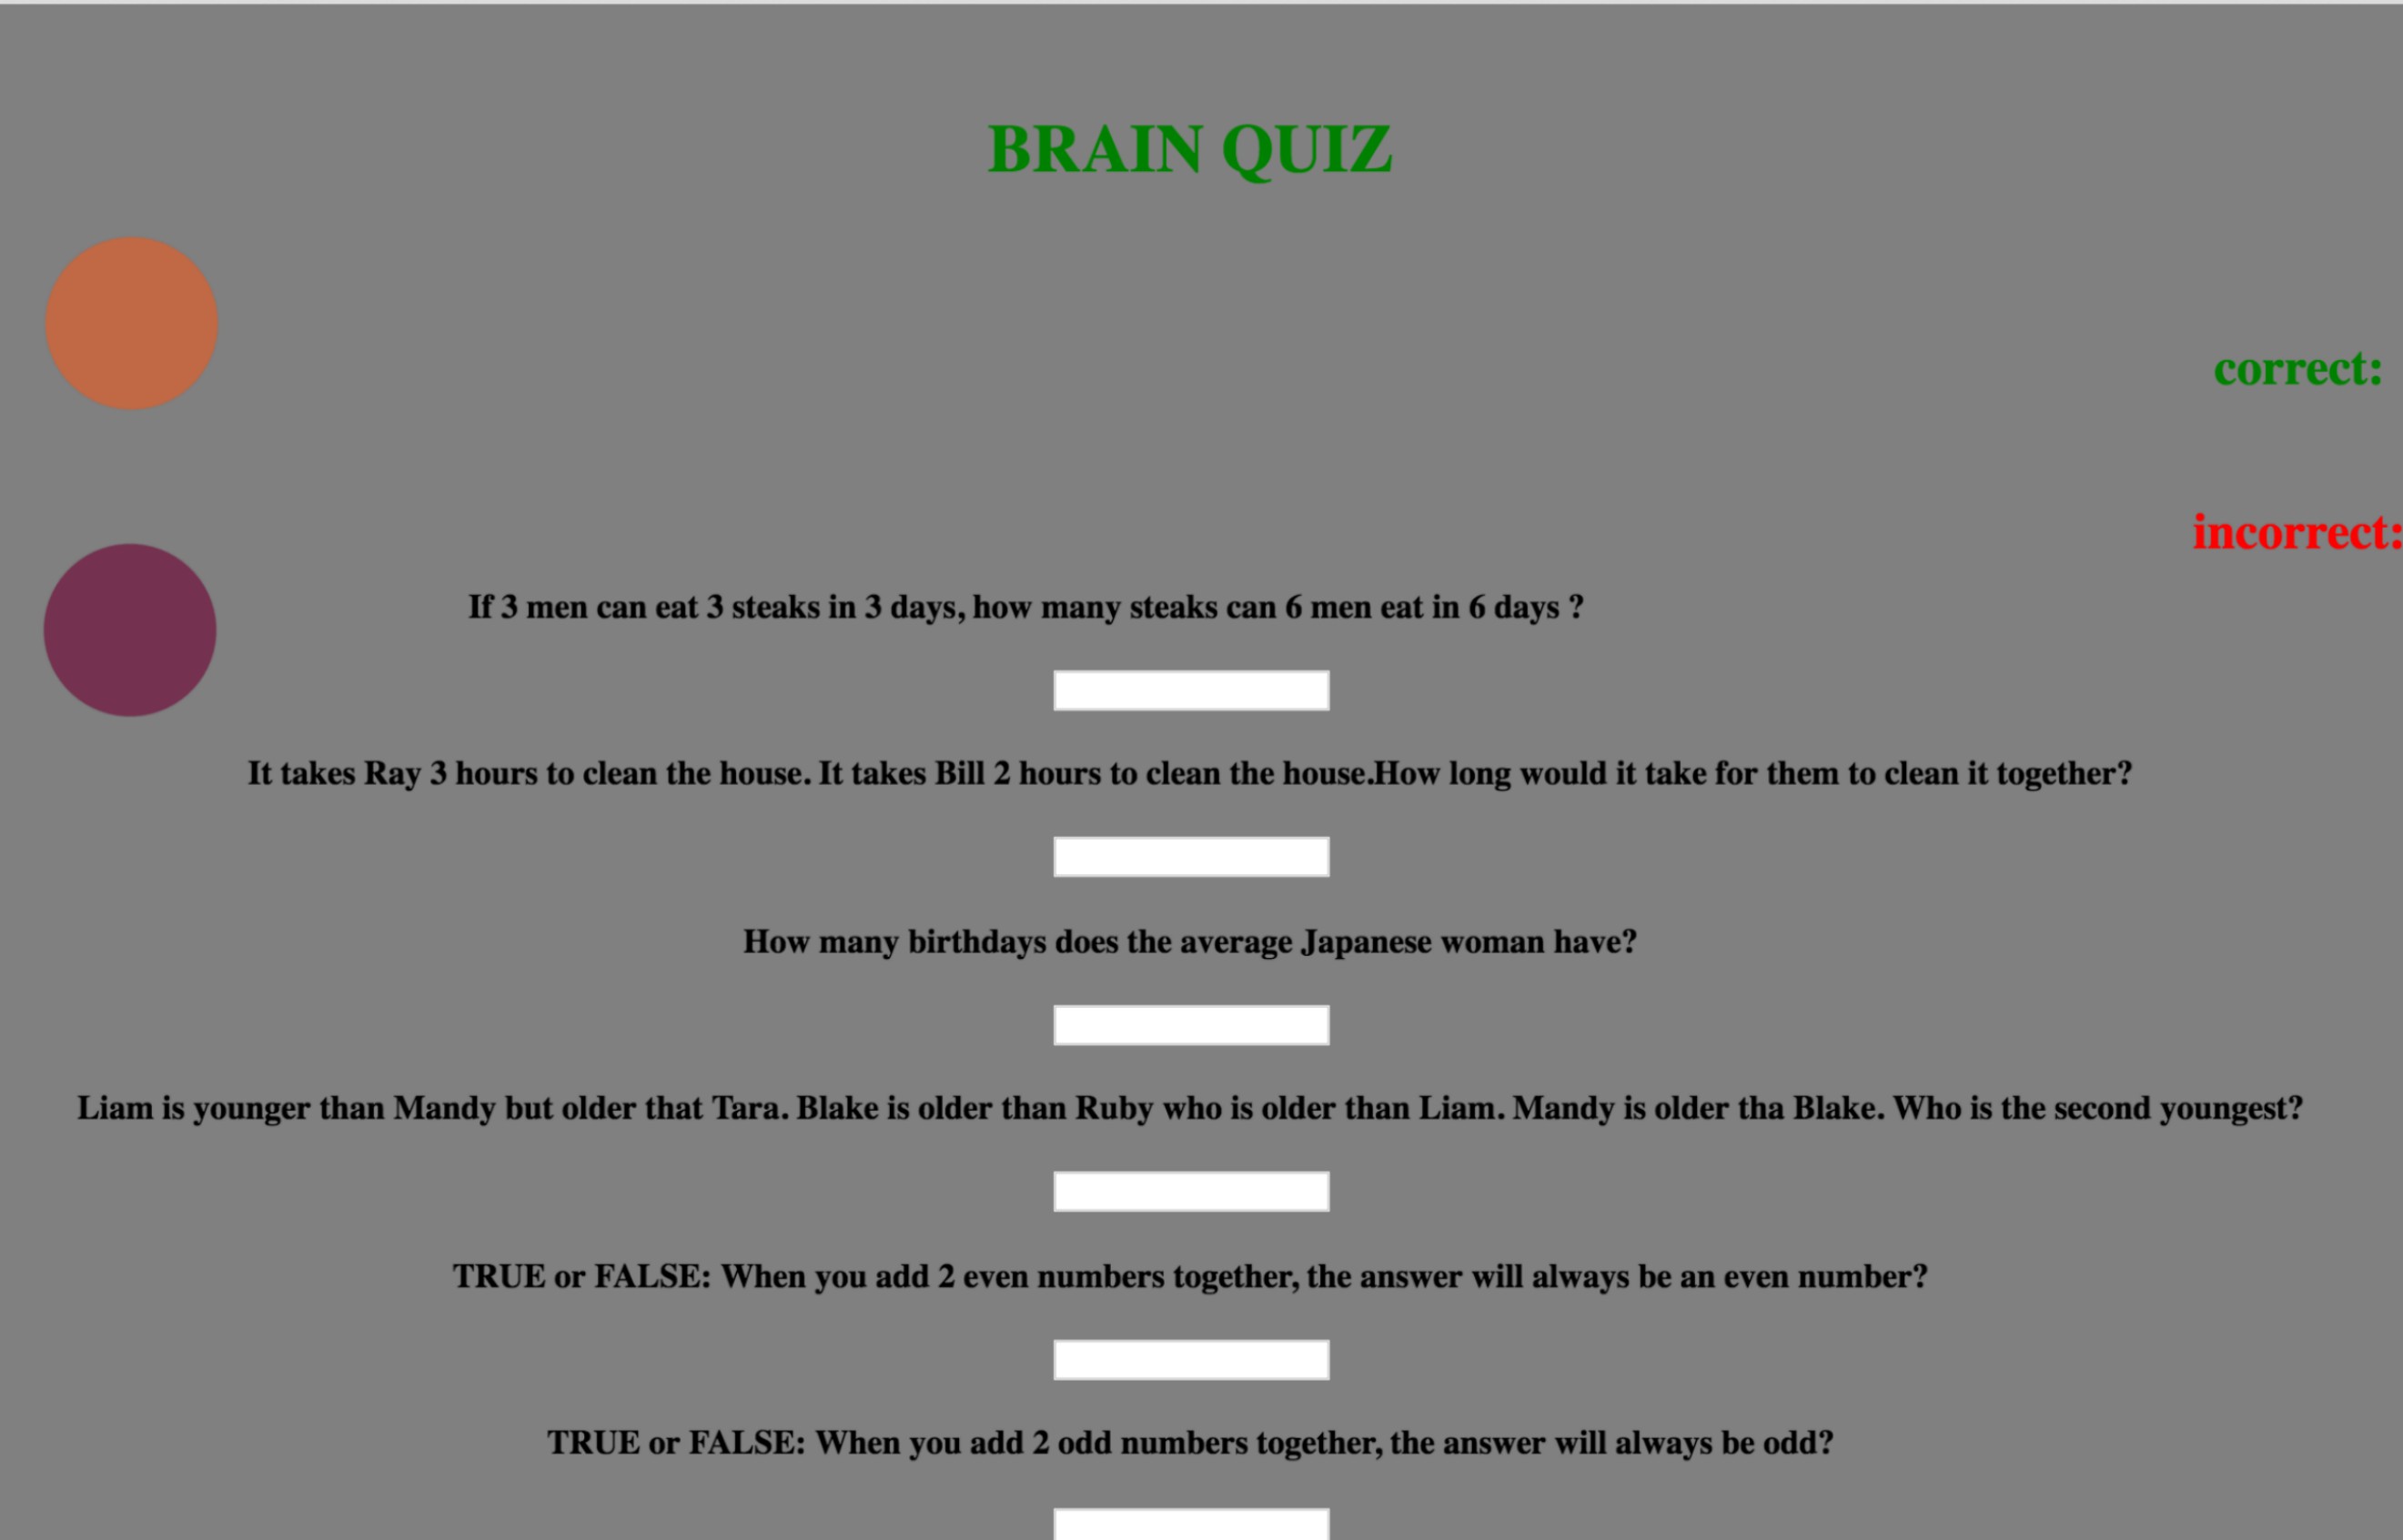 BRAIN QUIZ
correct:
incorrect:
If 3 men can eat 3 steaks in 3 days, how many steaks can 6 men eat in 6 days ?
It takes Ray 3 hours to clean the house. It takes Bill 2 hours to clean the house.How long would it take for them to clean it together?
How many birthdays does the average Japanese woman have?
Liam is younger than Mandy but older that Tara. Blake is older than Ruby who is older than Liam. Mandy is older tha Blake. Who is the second youngest?
TRUE or FALSE: When you add 2 even numbers together, the answer will always be an even number?
TRUE or FALSE: When you add 2 odd numbers together, the answer will always be odd?